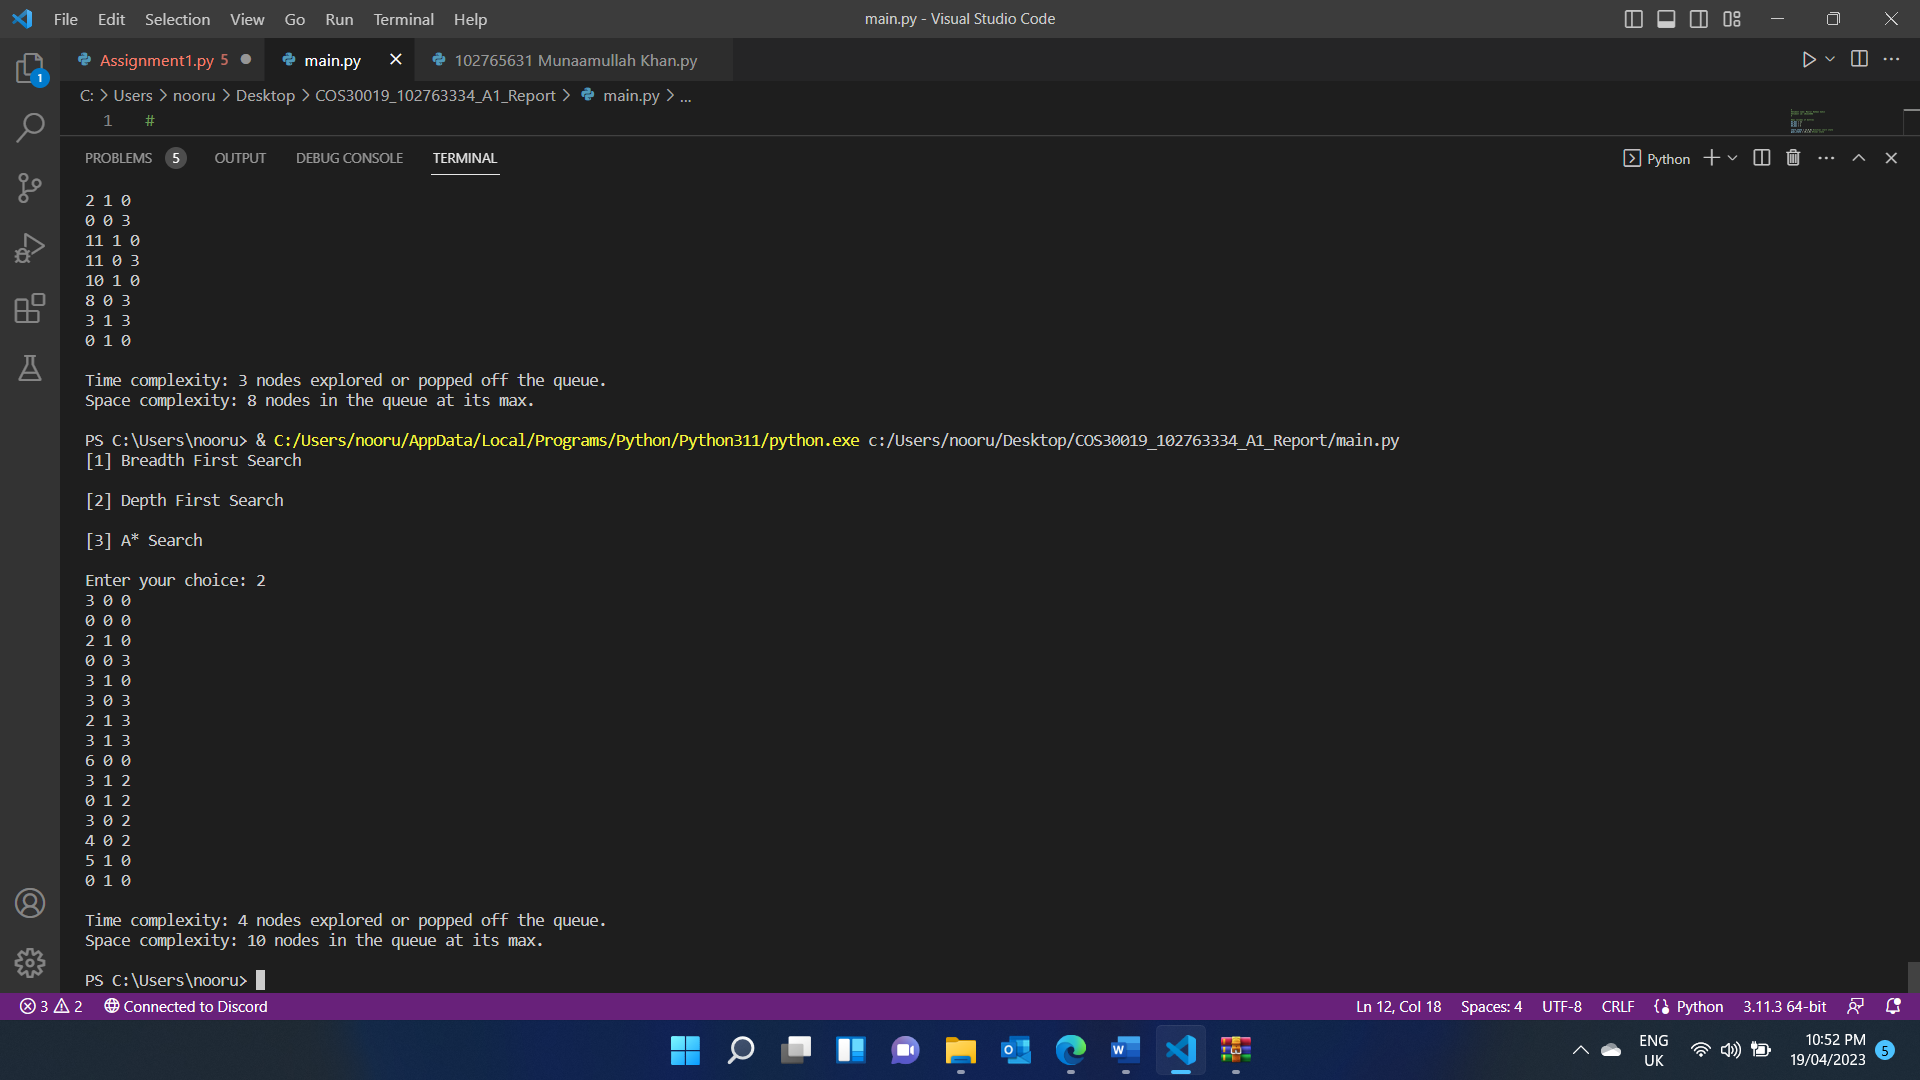 File Edit Selection View Go Run Terminal Help
main.py - Visual Studio Code
1
Assignment1.py 5
main.py
102765631 Munaamullah Khan.py
C: > Users > nooru > Desktop > COS30019_102763334_A1_Report > main.py > ...
1 #
PROBLEMS 5 OUTPUT DEBUG CONSOLE TERMINAL
Python
2 1 0
0 0 3
11 1 0
11 0 3
10 1 0
8 0 3
3 1 3
0 1 0
Time complexity: 3 nodes explored or popped off the queue.
Space complexity: 8 nodes in the queue at its max.
PS C:\Users\nooru> & C:/Users/nooru/AppData/Local/Programs/Python/Python311/python.exe c:/Users/nooru/Desktop/COS30019_102763334_A1_Report/main.py
[1] Breadth First Search
[2] Depth First Search
[3] A* Search
Enter your choice: 2
3 0 0
0 0 0
2 1 0
0 0 3
3 1 0
3 0 3
2 1 3
3 1 3
6 0 0
3 1 2
0 1 2
3 0 2
4 0 2
5 1 0
0 1 0
Time complexity: 4 nodes explored or popped off the queue.
Space complexity: 10 nodes in the queue at its max.
PS C:\Users\nooru>
3 2 Connected to Discord
Ln 12, Col 18 Spaces: 4 UTF-8 CRLF Python 3.11.3 64-bit
ENG
UK
10:52 PM
19/04/2023
5